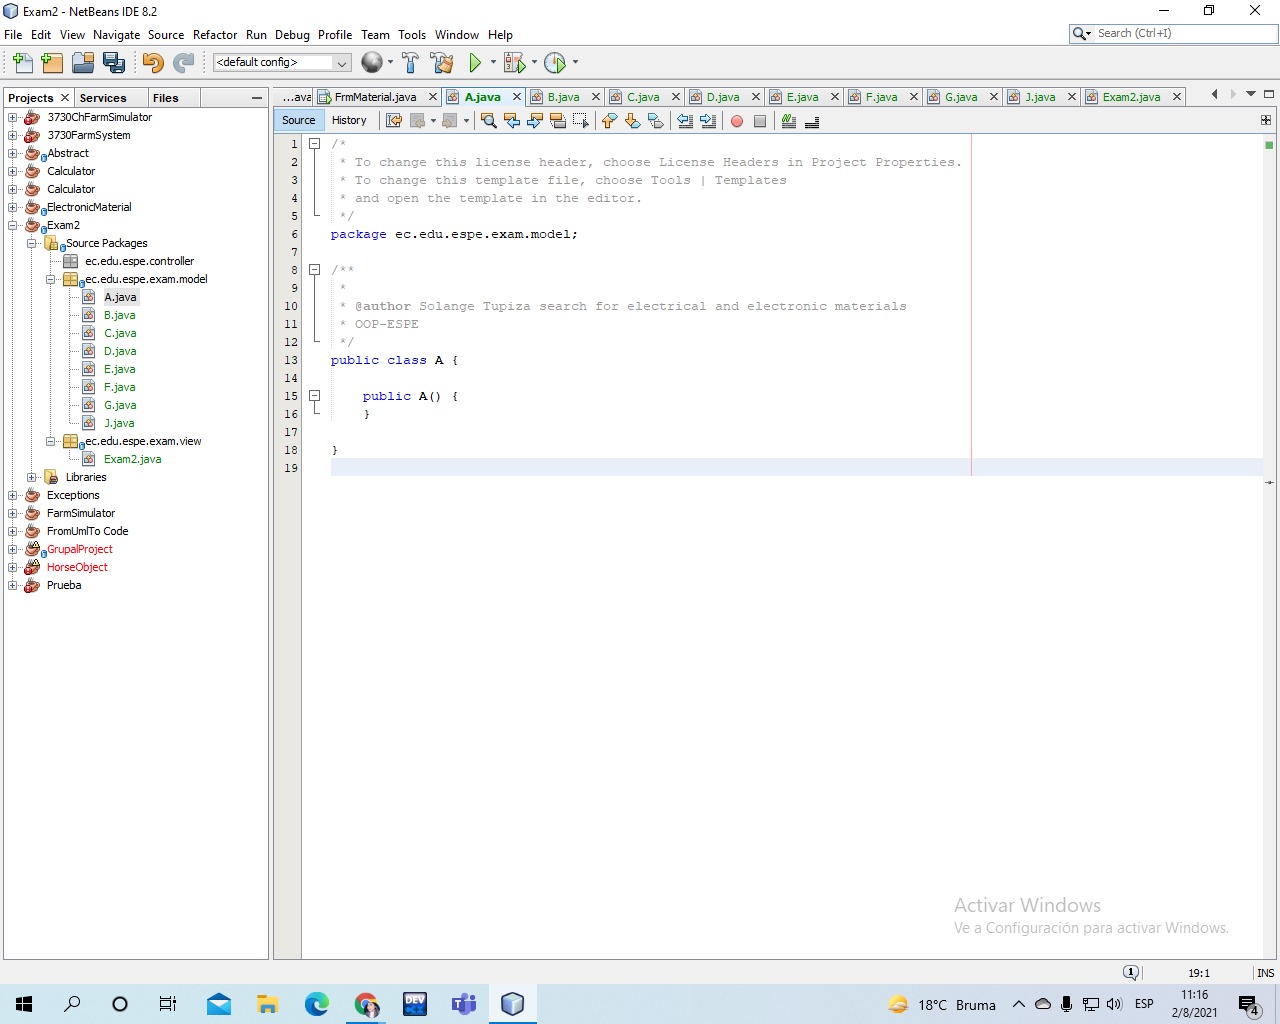 Exam2 - NetBeans IDE 8.2
File Edit View Navigate Source Refactor Run Debug Profile Team Tools Window Help
Search (Ctrl+I)
<default config>
Projects Services Files
...ava FrmMaterial.java A.java B.java C.java D.java E.java F.java G.java J.java Exam2.java
Source History
3730ChFarmSimulator
3730FarmSystem
Abstract
Calculator
Calculator
ElectronicMaterial
Exam2
Source Packages
ec.edu.espe.controller
ec.edu.espe.exam.model
A.java
B.java
C.java
D.java
E.java
F.java
G.java
J.java
ec.edu.espe.exam.view
Exam2.java
Libraries
Exceptions
FarmSimulator
FromUmlTo Code
GrupalProject
HorseObject
Prueba
1 /*
2 * To change this license header, choose License Headers in Project Properties.
3 * To change this template file, choose Tools | Templates
4 * and open the template in the editor.
5 */
6 package ec.edu.espe.exam.model;
7
8 /**
9 *
10 * @author Solange Tupiza search for electrical and electronic materials
11 * OOP-ESPE
12 */
13 public class A {
14
15 public A() {
16 }
17
18 }
19
Activar Windows
Ve a Configuración para activar Windows.
1 19:1 INS
DEV
18°C Bruma ESP
11:16
2/8/2021
4